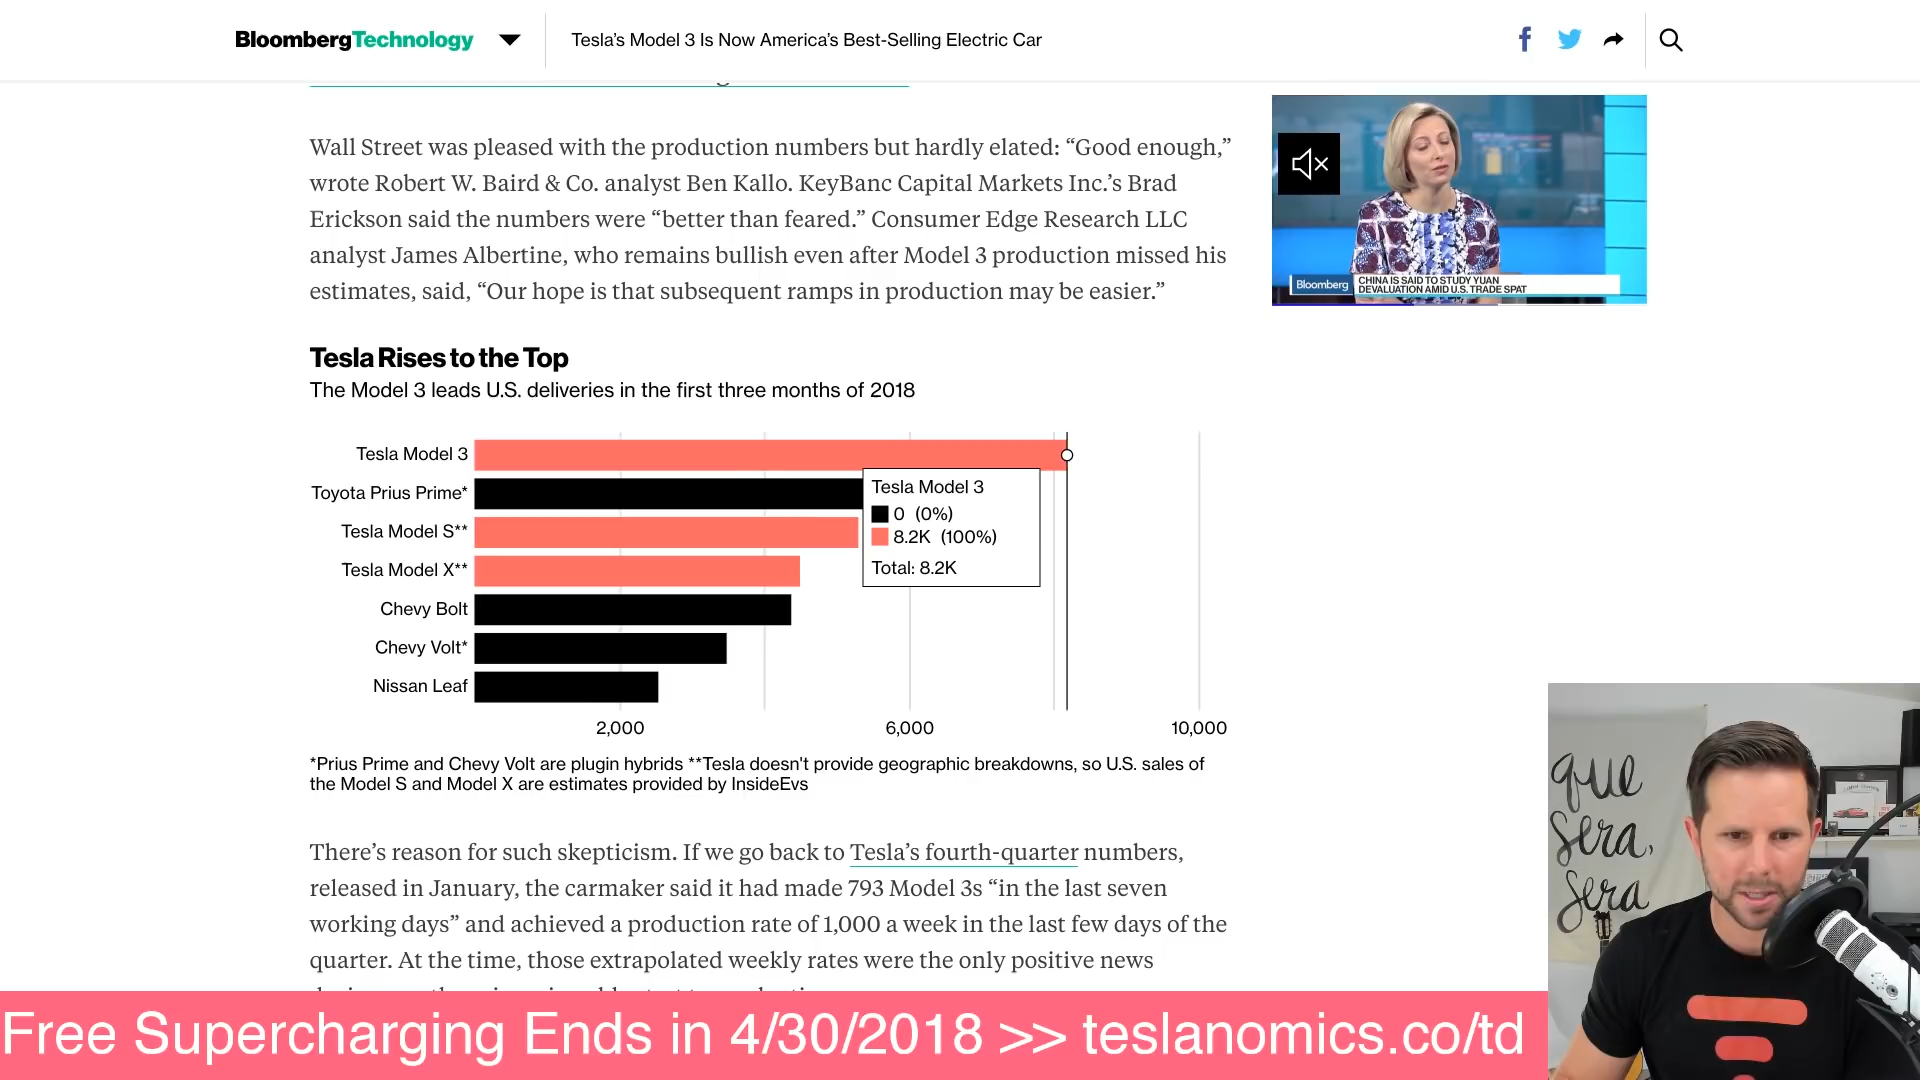 BloombergTechnology
Tesla’s Model 3 Is Now America’s Best-Selling Electric Car
Wall Street was pleased with the production numbers but hardly elated: “Good enough,”
wrote Robert W. Baird & Co. analyst Ben Kallo. KeyBanc Capital Markets Inc.’s Brad
Erickson said the numbers were “better than feared.” Consumer Edge Research LLC
analyst James Albertine, who remains bullish even after Model 3 production missed his
estimates, said, “Our hope is that subsequent ramps in production may be easier.”
Bloomberg
CHINA IS SAID TO STUDY YUAN
DEVALUATION AMID U.S. TRADE SPAT
Tesla Rises to the Top
The Model 3 leads U.S. deliveries in the first three months of 2018
Tesla Model 3
Toyota Prius Prime*
Tesla Model S**
Tesla Model X**
Chevy Bolt
Chevy Volt*
Nissan Leaf
Tesla Model 3
0 (0%)
8.2K (100%)
Total: 8.2K
2,000
6,000
10,000
*Prius Prime and Chevy Volt are plugin hybrids **Tesla doesn't provide geographic breakdowns, so U.S. sales of
the Model S and Model X are estimates provided by InsideEvs
There’s reason for such skepticism. If we go back to Tesla’s fourth-quarter numbers,
released in January, the carmaker said it had made 793 Model 3s “in the last seven
working days” and achieved a production rate of 1,000 a week in the last few days of the
quarter. At the time, those extrapolated weekly rates were the only positive news
que
sera,
sera
Free Supercharging Ends in 4/30/2018 >> teslanomics.co/td